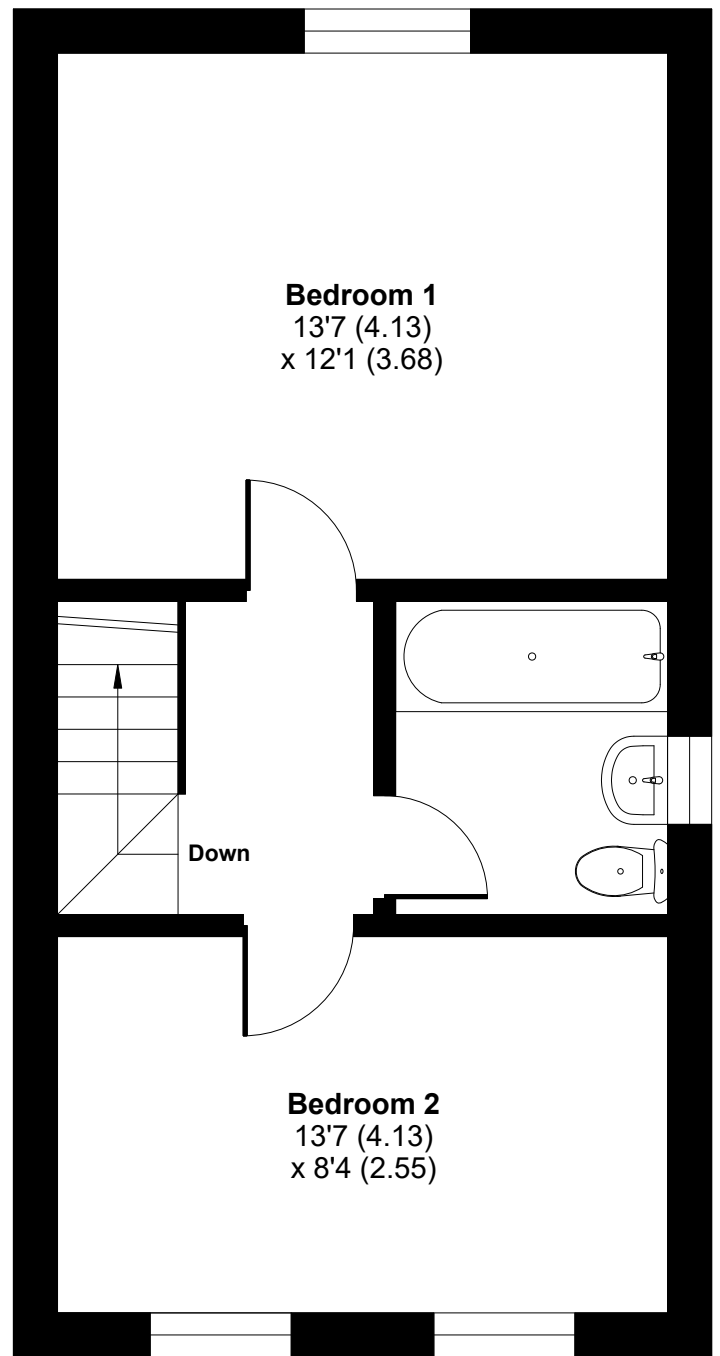 Bedroom 1
13'7 (4.13)
x 12'1 (3.68)
Down
Bedroom 2
13'7 (4.13)
x 8'4 (2.55)